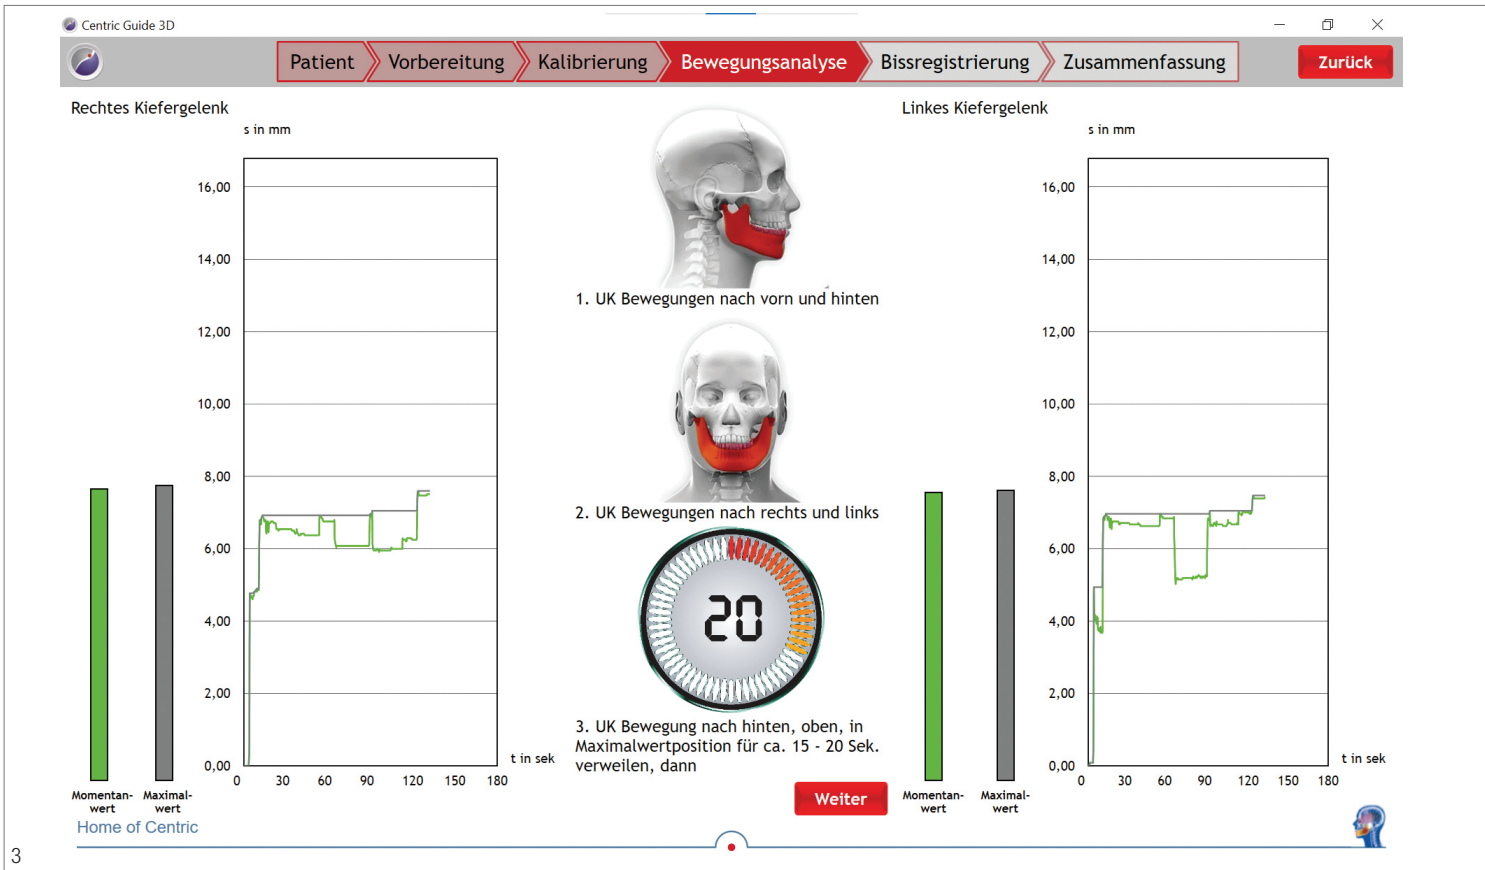 Centric Guide 3D
Patient
Vorbereitung
Kalibrierung
Bewegungsanalyse
Bissregistrierung
Zusammenfassung
Zurück
Rechtes Kiefergelenk
s in mm
16,00
14,00
12,00
10,00
8,00
6,00
4,00
2,00
0,00
0 30 60 90 120 150 180
t in sek
Momentan-
wert
Maximal-
wert
1. UK Bewegungen nach vorn und hinten
2. UK Bewegungen nach rechts und links
20
3. UK Bewegung nach hinten, oben, in
Maximalwertposition für ca. 15 - 20 Sek.
verweilen, dann
Weiter
Linkes Kiefergelenk
s in mm
16,00
14,00
12,00
10,00
8,00
6,00
4,00
2,00
0,00
0 30 60 90 120 150 180
t in sek
Momentan-
wert
Maximal-
wert
Home of Centric
3